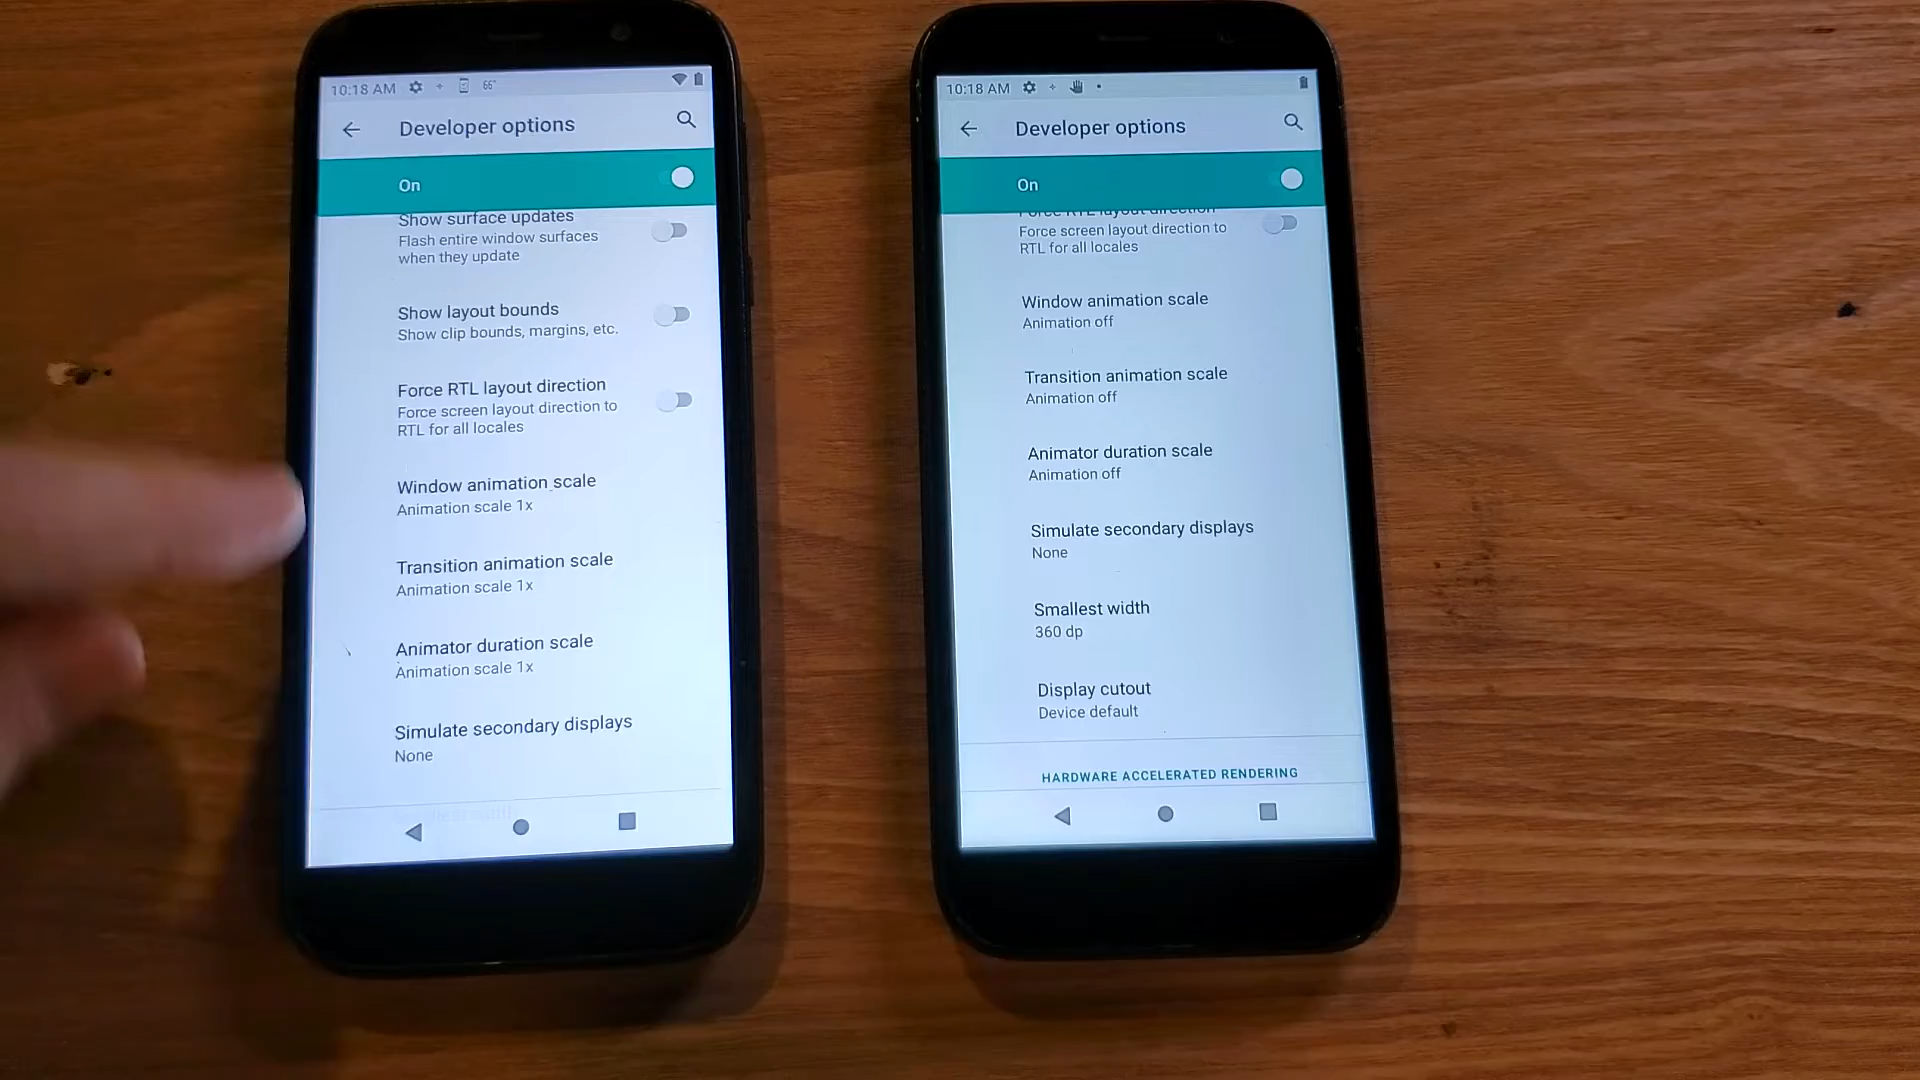 10:18 AM 66°
Developer options
On
Show surface updates
Flash entire window surfaces
when they update
Show layout bounds
Show clip bounds, margins, etc.
Force RTL layout direction
Force screen layout direction to
RTL for all locales
Window animation scale
Animation scale 1x
Transition animation scale
Animation scale 1x
Animator duration scale
Animation scale 1x
Simulate secondary displays
None
10:18 AM
Developer options
On
Force RTL layout direction
Force screen layout direction to
RTL for all locales
Window animation scale
Animation off
Transition animation scale
Animation off
Animator duration scale
Animation off
Simulate secondary displays
None
Smallest width
360 dp
Display cutout
Device default
HARDWARE ACCELERATED RENDERING